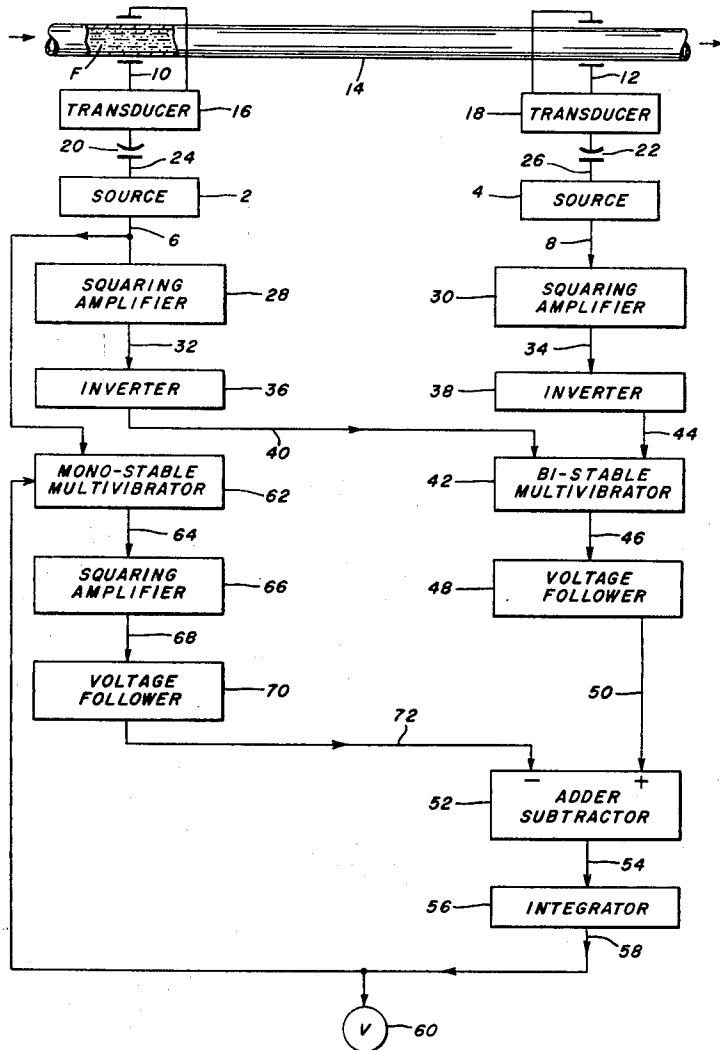 F
10
14
12
TRANSDUCER
16
18
TRANSDUCER
20
24
26
22
SOURCE
2
4
SOURCE
6
8
SQUARING
AMPLIFIER
28
30
SQUARING
AMPLIFIER
32
34
INVERTER
36
38
INVERTER
40
44
MONO-STABLE
MULTIVIBRATOR
62
42
BI-STABLE
MULTIVIBRATOR
64
46
SQUARING
AMPLIFIER
66
48
VOLTAGE
FOLLOWER
68
VOLTAGE
FOLLOWER
70
50
72
52
− +
ADDER
SUBTRACTOR
54
56
INTEGRATOR
58
V
60